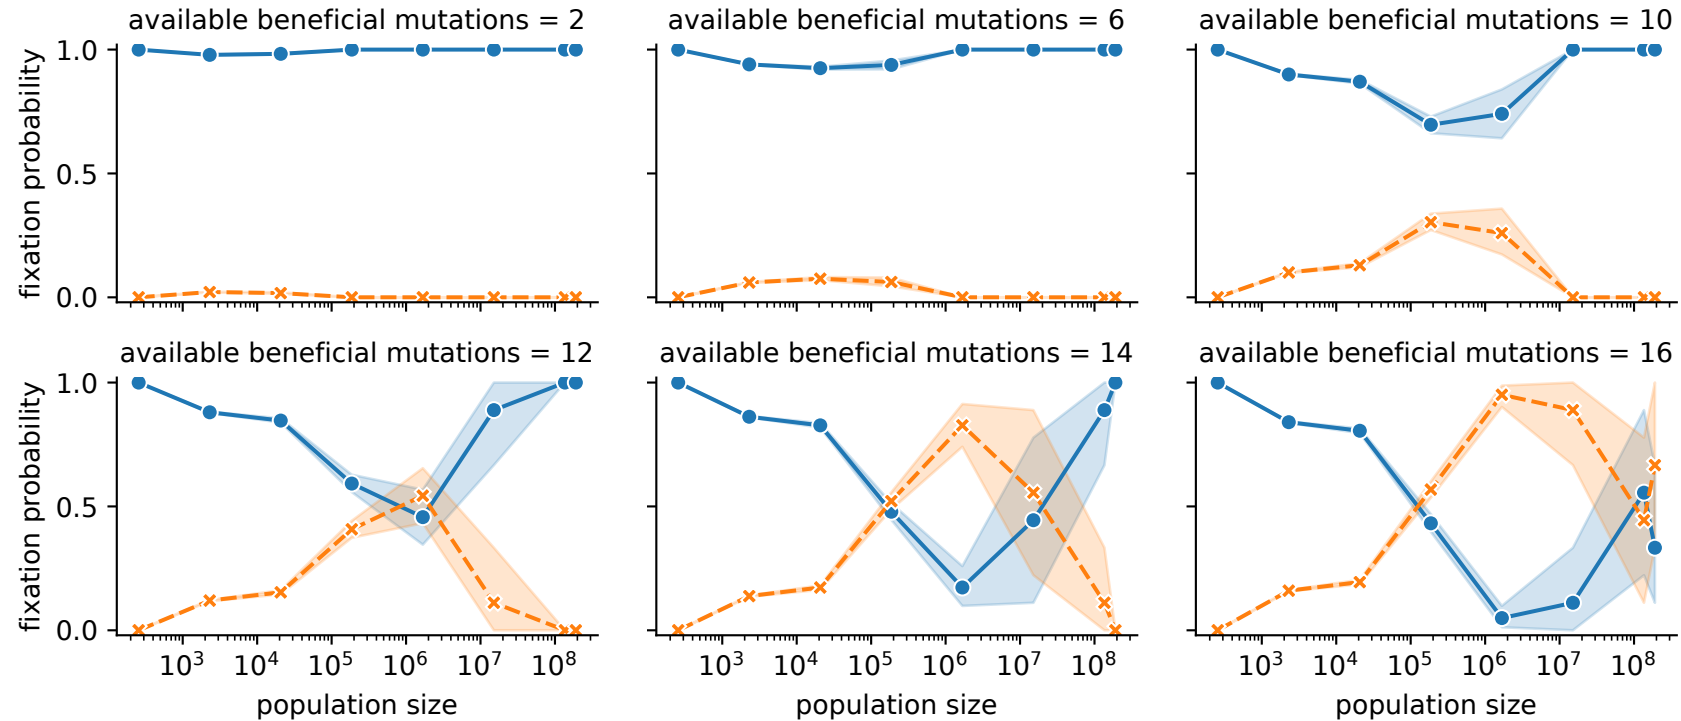 available beneficial mutations = 2
available beneficial mutations = 6
available beneficial mutations = 10
fixation probability
1.0
0.5
0.0
available beneficial mutations = 12
available beneficial mutations = 14
available beneficial mutations = 16
fixation probability
1.0
0.5
0.0
10³ 10⁴ 10⁵ 10⁶ 10⁷ 10⁸
10³ 10⁴ 10⁵ 10⁶ 10⁷ 10⁸
10³ 10⁴ 10⁵ 10⁶ 10⁷ 10⁸
population size
population size
population size